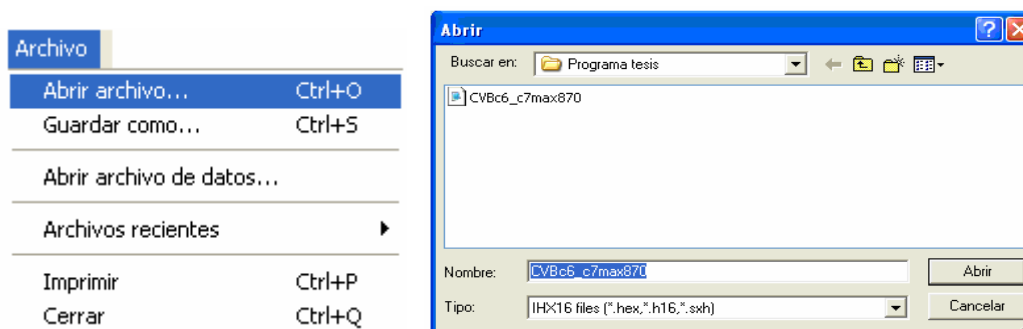 Archivo
Abrir archivo... Ctrl+O
Guardar como... Ctrl+S
Abrir archivo de datos...
Archivos recientes
Imprimir Ctrl+P
Cerrar Ctrl+Q
Abrir
Buscar en: Programa tesis
CVBc6_c7max870
Nombre: CVBc6_c7max870 Abrir
Tipo: IHX16 files (*.hex,*.h16,*.sxh) Cancelar